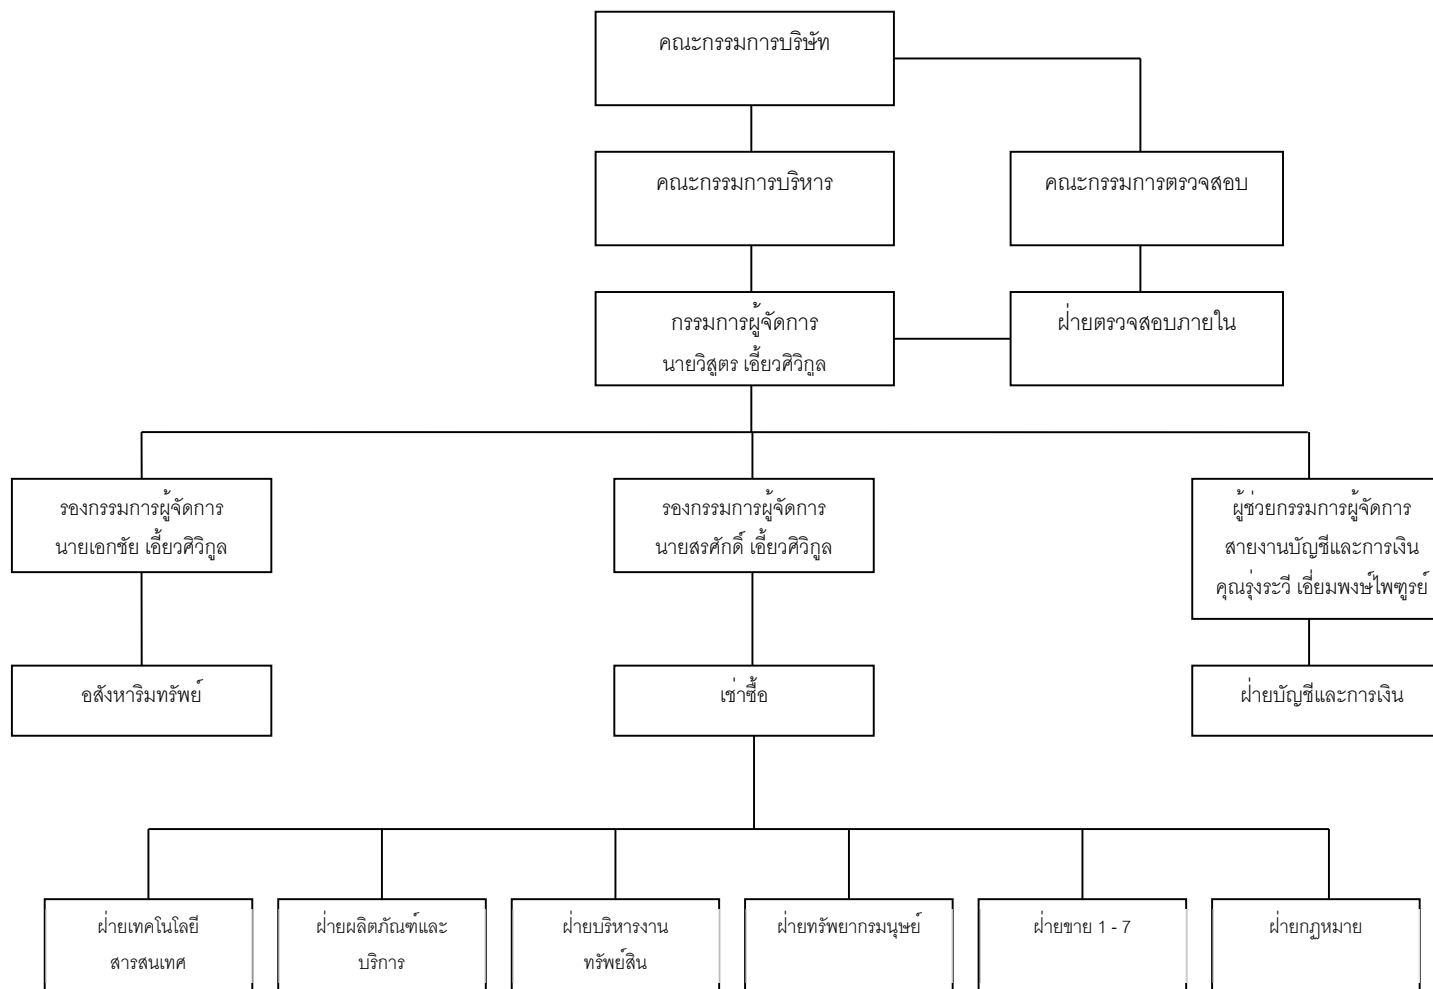 คณะกรรมการบริษัท
คณะกรรมการบริหาร
คณะกรรมการตรวจสอบ
กรรมการผู้จัดการ
นายวิสูตร เอี้ยวศิวิกูล
ฝ่ายตรวจสอบภายใน
รองกรรมการผู้จัดการ
นายเอกชัย เอี้ยวศิวิกูล
รองกรรมการผู้จัดการ
นายสรศักดิ์ เอี้ยวศิวิกูล
ผู้ช่วยกรรมการผู้จัดการ
สายงานบัญชีและการเงิน
คุณรุ่งระวี เอี่ยมพงษ์ไพฑูรย์
อสังหาริมทรัพย์
เช่าซื้อ
ฝ่ายบัญชีและการเงิน
ฝ่ายเทคโนโลยี
สารสนเทศ
ฝ่ายผลิตภัณฑ์และ
บริการ
ฝ่ายบริหารงาน
ทรัพย์สิน
ฝ่ายทรัพยากรมนุษย์
ฝ่ายขาย 1 - 7
ฝ่ายกฎหมาย